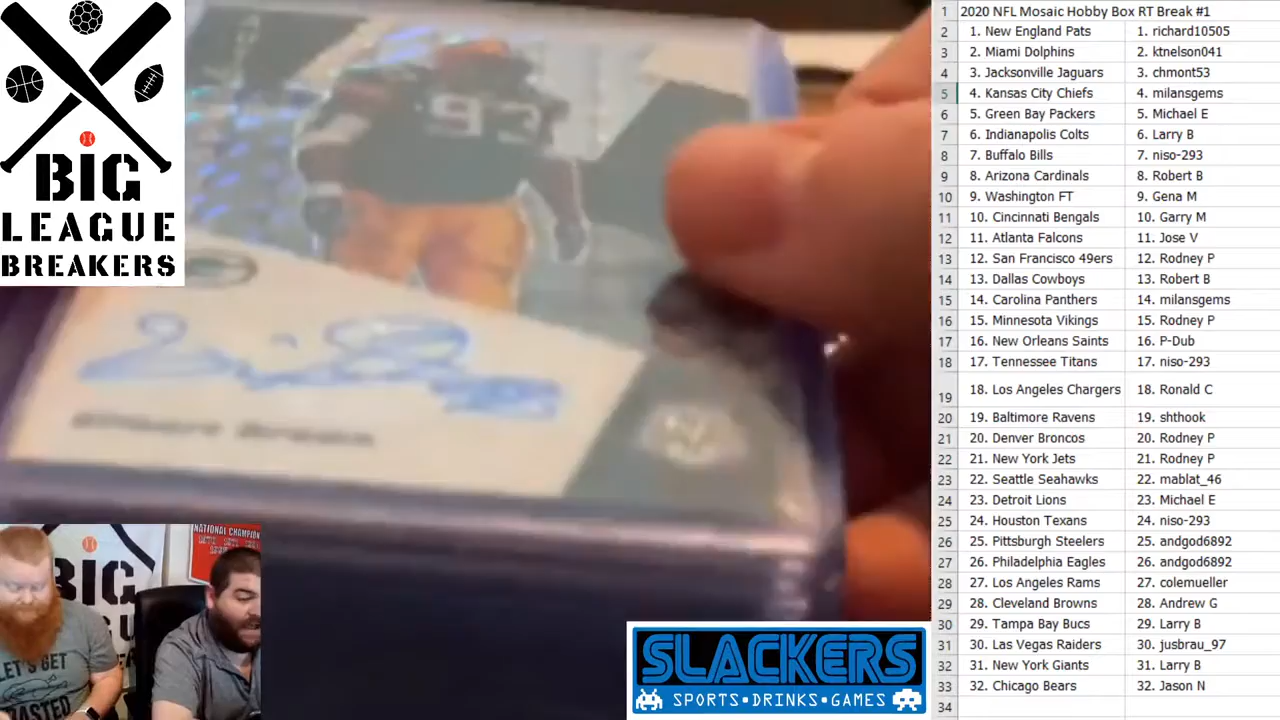 BIG
LEAGUE
BREAKERS
93
NATIONAL CHAMPION
BIG
LET'S GET
SLACKERS
SPORTS•DRINKS•GAMES
1 2020 NFL Mosaic Hobby Box RT Break #1
2 1. New England Pats 1. richard10505
3 2. Miami Dolphins 2. ktnelson041
4 3. Jacksonville Jaguars 3. chmont53
5 4. Kansas City Chiefs 4. milansgems
6 5. Green Bay Packers 5. Michael E
7 6. Indianapolis Colts 6. Larry B
8 7. Buffalo Bills 7. niso-293
9 8. Arizona Cardinals 8. Robert B
10 9. Washington FT 9. Gena M
11 10. Cincinnati Bengals 10. Garry M
12 11. Atlanta Falcons 11. Jose V
13 12. San Francisco 49ers 12. Rodney P
14 13. Dallas Cowboys 13. Robert B
15 14. Carolina Panthers 14. milansgems
16 15. Minnesota Vikings 15. Rodney P
17 16. New Orleans Saints 16. P-Dub
18 17. Tennessee Titans 17. niso-293
19 18. Los Angeles Chargers 18. Ronald C
20 19. Baltimore Ravens 19. shthook
21 20. Denver Broncos 20. Rodney P
22 21. New York Jets 21. Rodney P
23 22. Seattle Seahawks 22. mablat_46
24 23. Detroit Lions 23. Michael E
25 24. Houston Texans 24. niso-293
26 25. Pittsburgh Steelers 25. andgod6892
27 26. Philadelphia Eagles 26. andgod6892
28 27. Los Angeles Rams 27. colemueller
29 28. Cleveland Browns 28. Andrew G
30 29. Tampa Bay Bucs 29. Larry B
31 30. Las Vegas Raiders 30. jusbrau_97
32 31. New York Giants 31. Larry B
33 32. Chicago Bears 32. Jason N
34